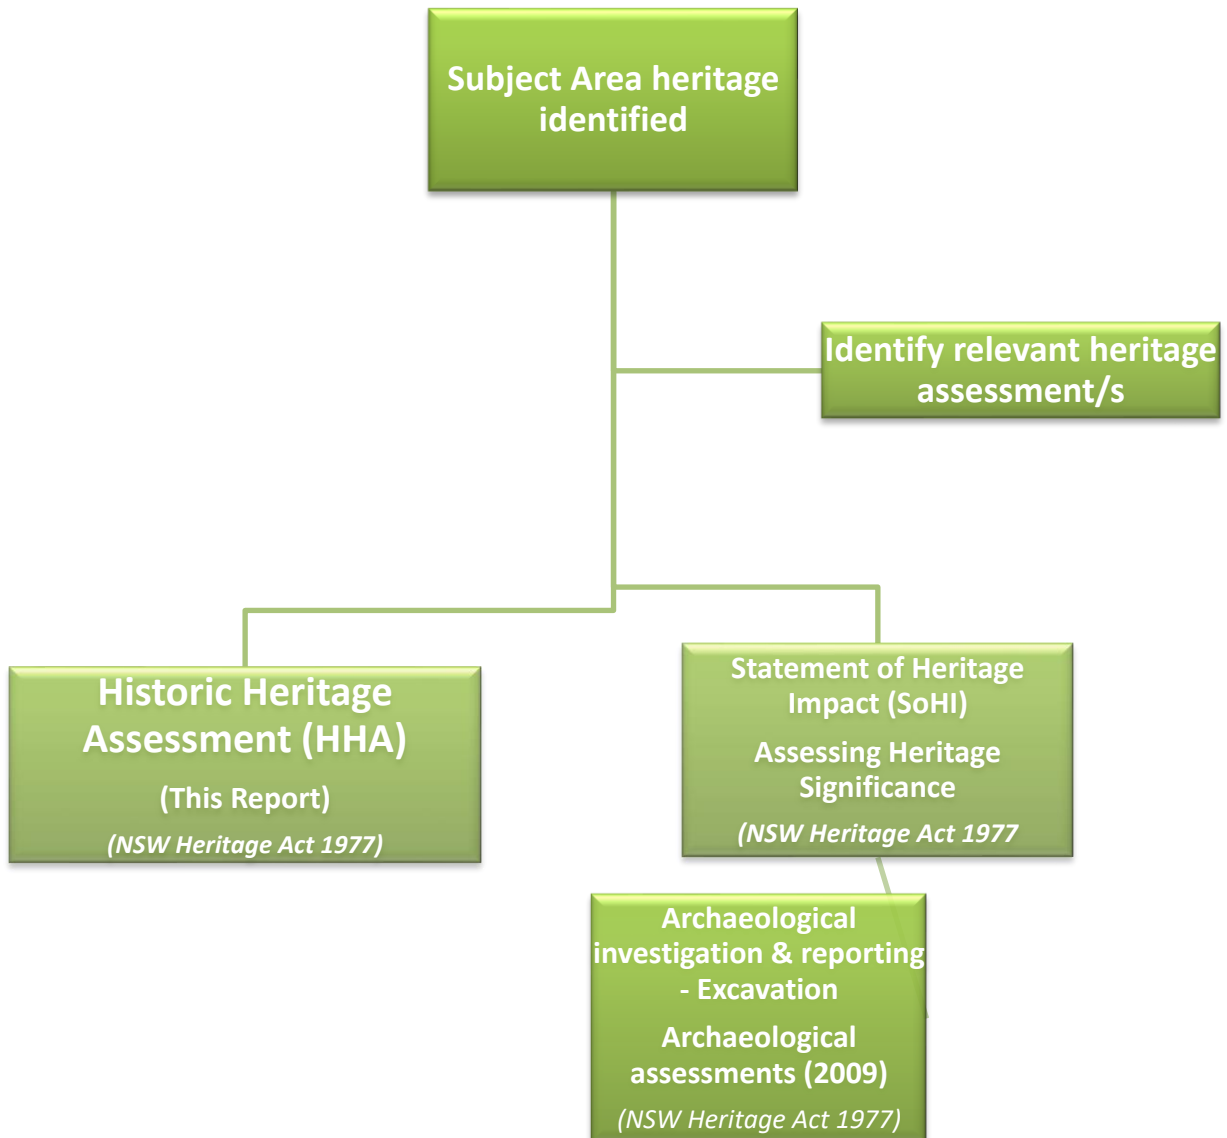 Subject Area heritage
identified
Identify relevant heritage
assessment/s
Historic Heritage
Assessment (HHA)
(This Report)
(NSW Heritage Act 1977)
Statement of Heritage
Impact (SoHI)
Assessing Heritage
Significance
(NSW Heritage Act 1977
Archaeological
investigation & reporting
- Excavation
Archaeological
assessments (2009)
(NSW Heritage Act 1977)